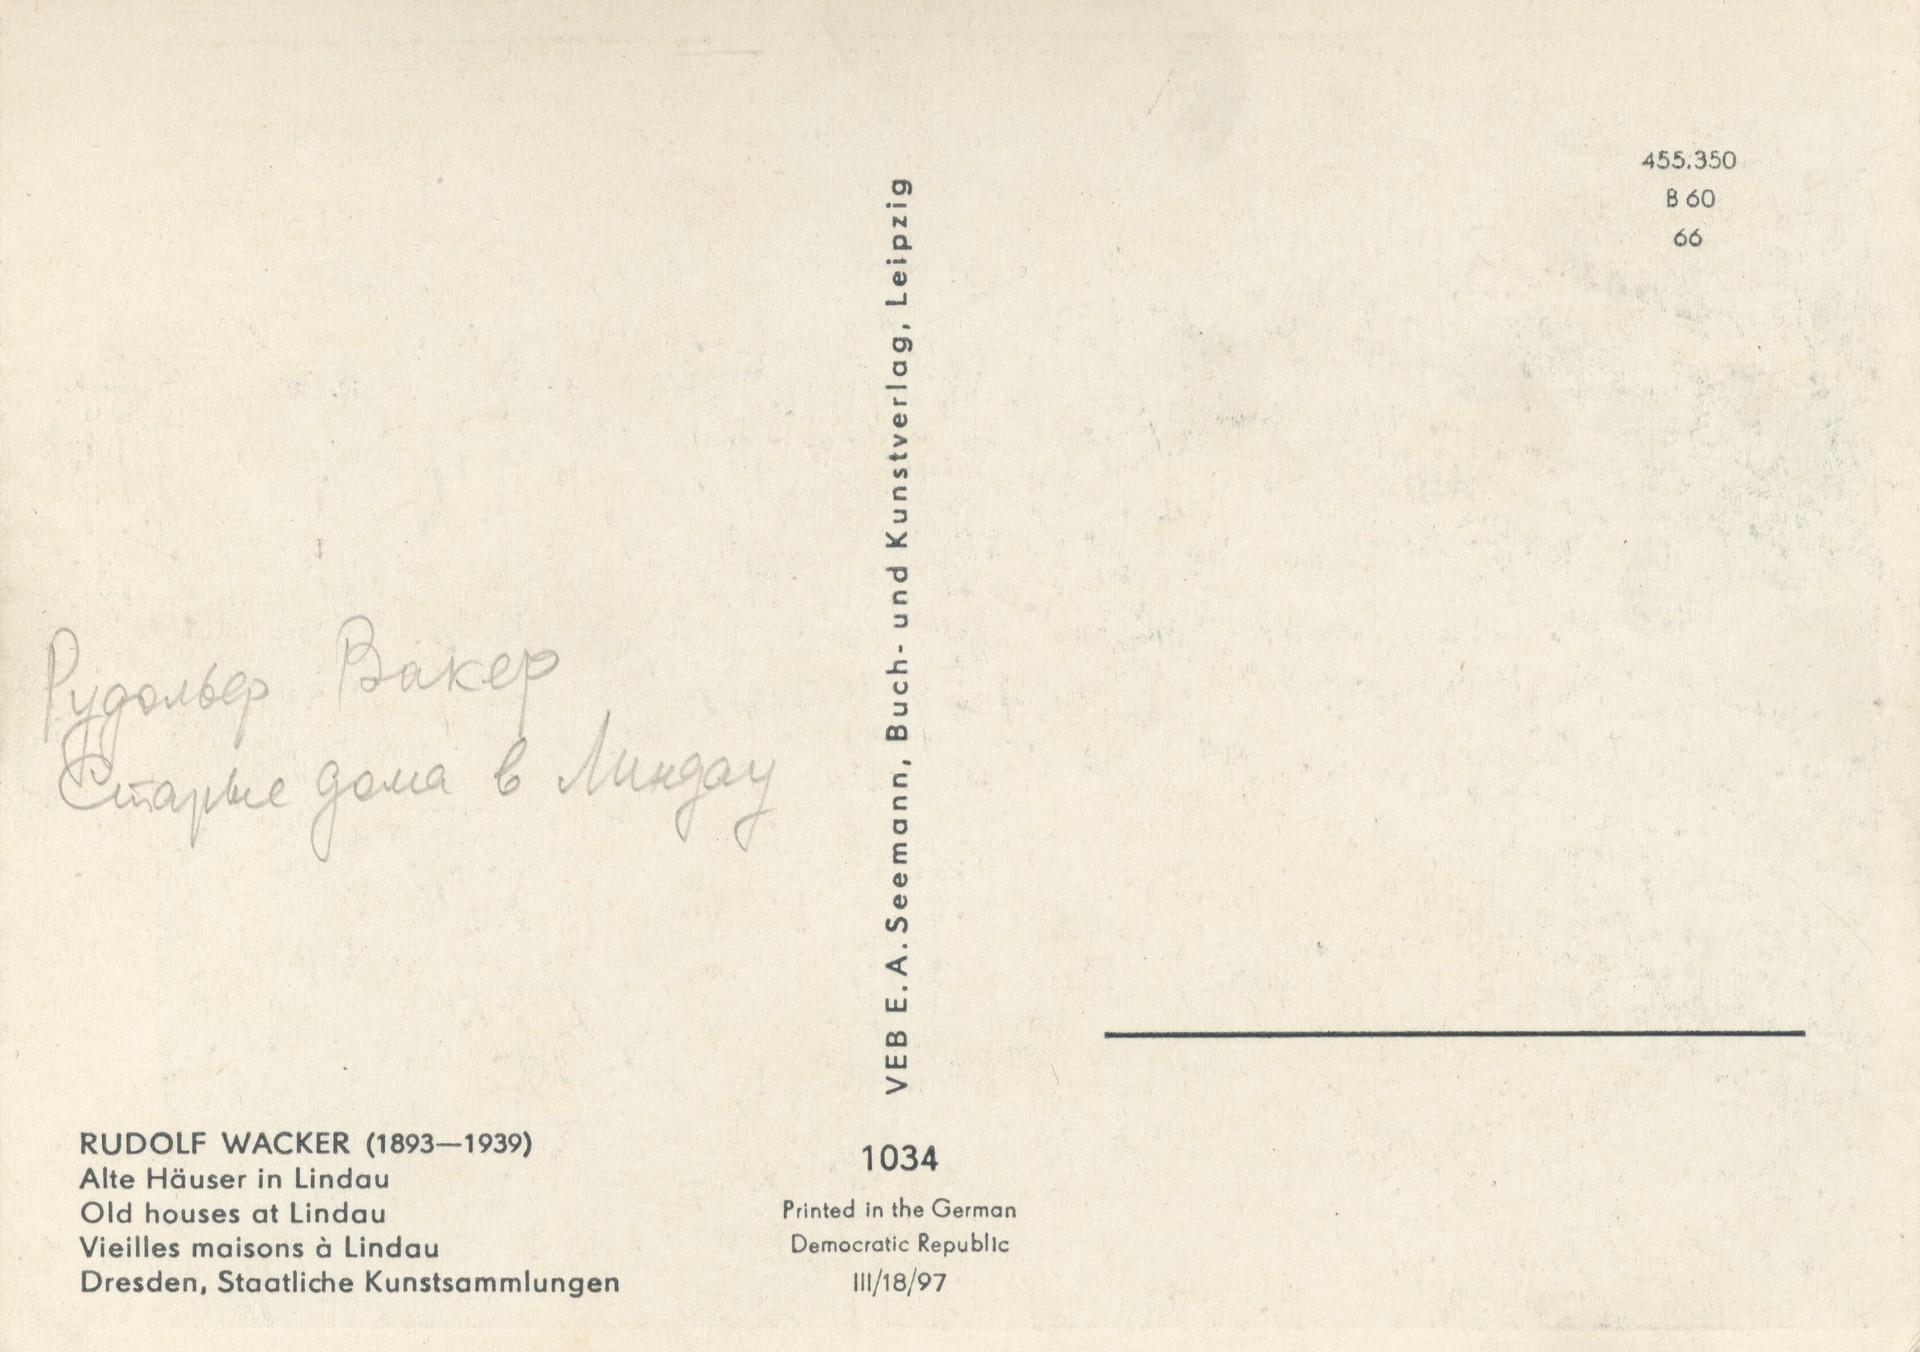 455.350
B 60
66
Рудольф Вакер
Старые дома в Линдау
VEB E. A. Seemann, Buch- und Kunstverlag, Leipzig
RUDOLF WACKER (1893—1939)
Alte Häuser in Lindau
Old houses at Lindau
Vieilles maisons à Lindau
Dresden, Staatliche Kunstsammlungen
1034
Printed in the German
Democratic Republic
III/18/97